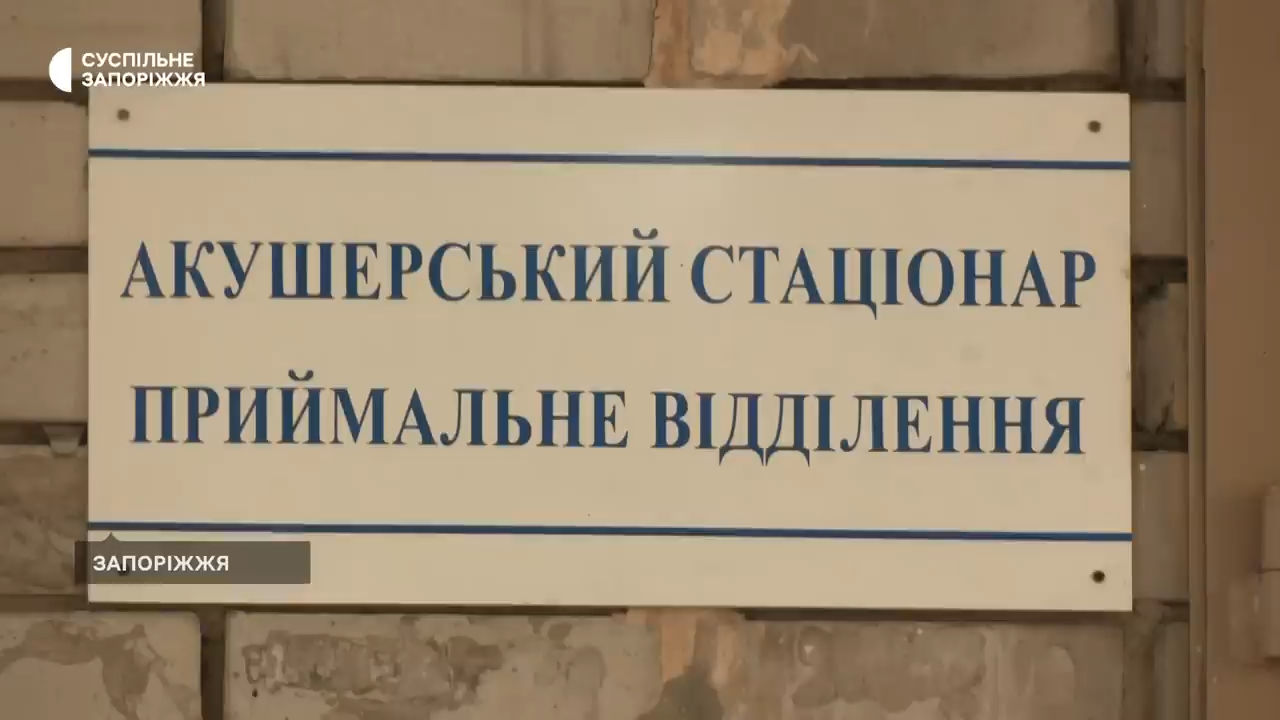 СУСПІЛЬНЕ
ЗАПОРІЖЖЯ
АКУШЕРСЬКИЙ СТАЦІОНАР
ПРИЙМАЛЬНЕ ВІДДІЛЕННЯ
ЗАПОРІЖЖЯ